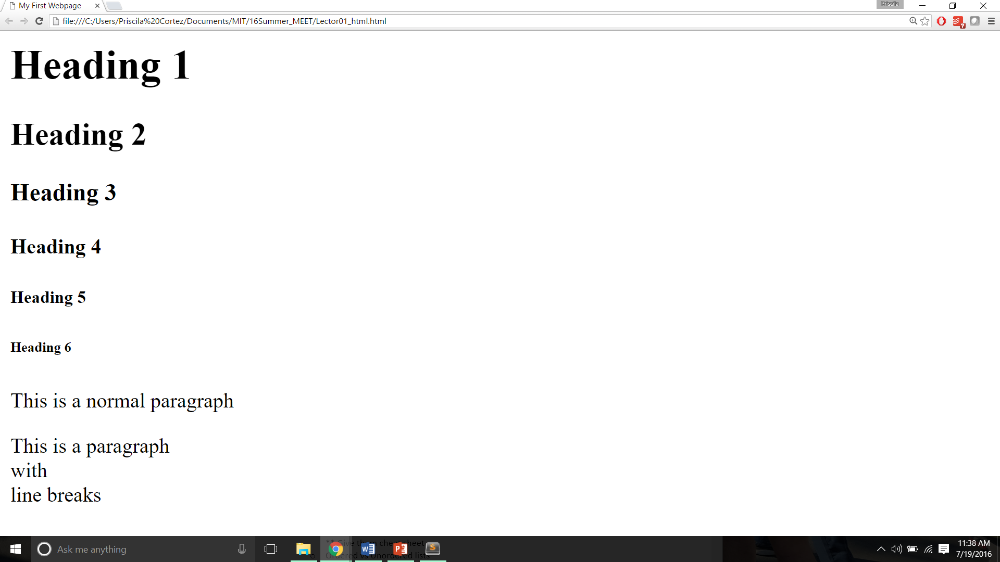 My First Webpage
Priscila
file:///C:/Users/Priscila%20Cortez/Documents/MIT/16Summer_MEET/Lector01_html.html
Heading 1
Heading 2
Heading 3
Heading 4
Heading 5
Heading 6
This is a normal paragraph
This is a paragraph
with
line breaks
Ask me anything
Give them cheat sheet
Ordered vs Unordered lists
11:38 AM
7/19/2016